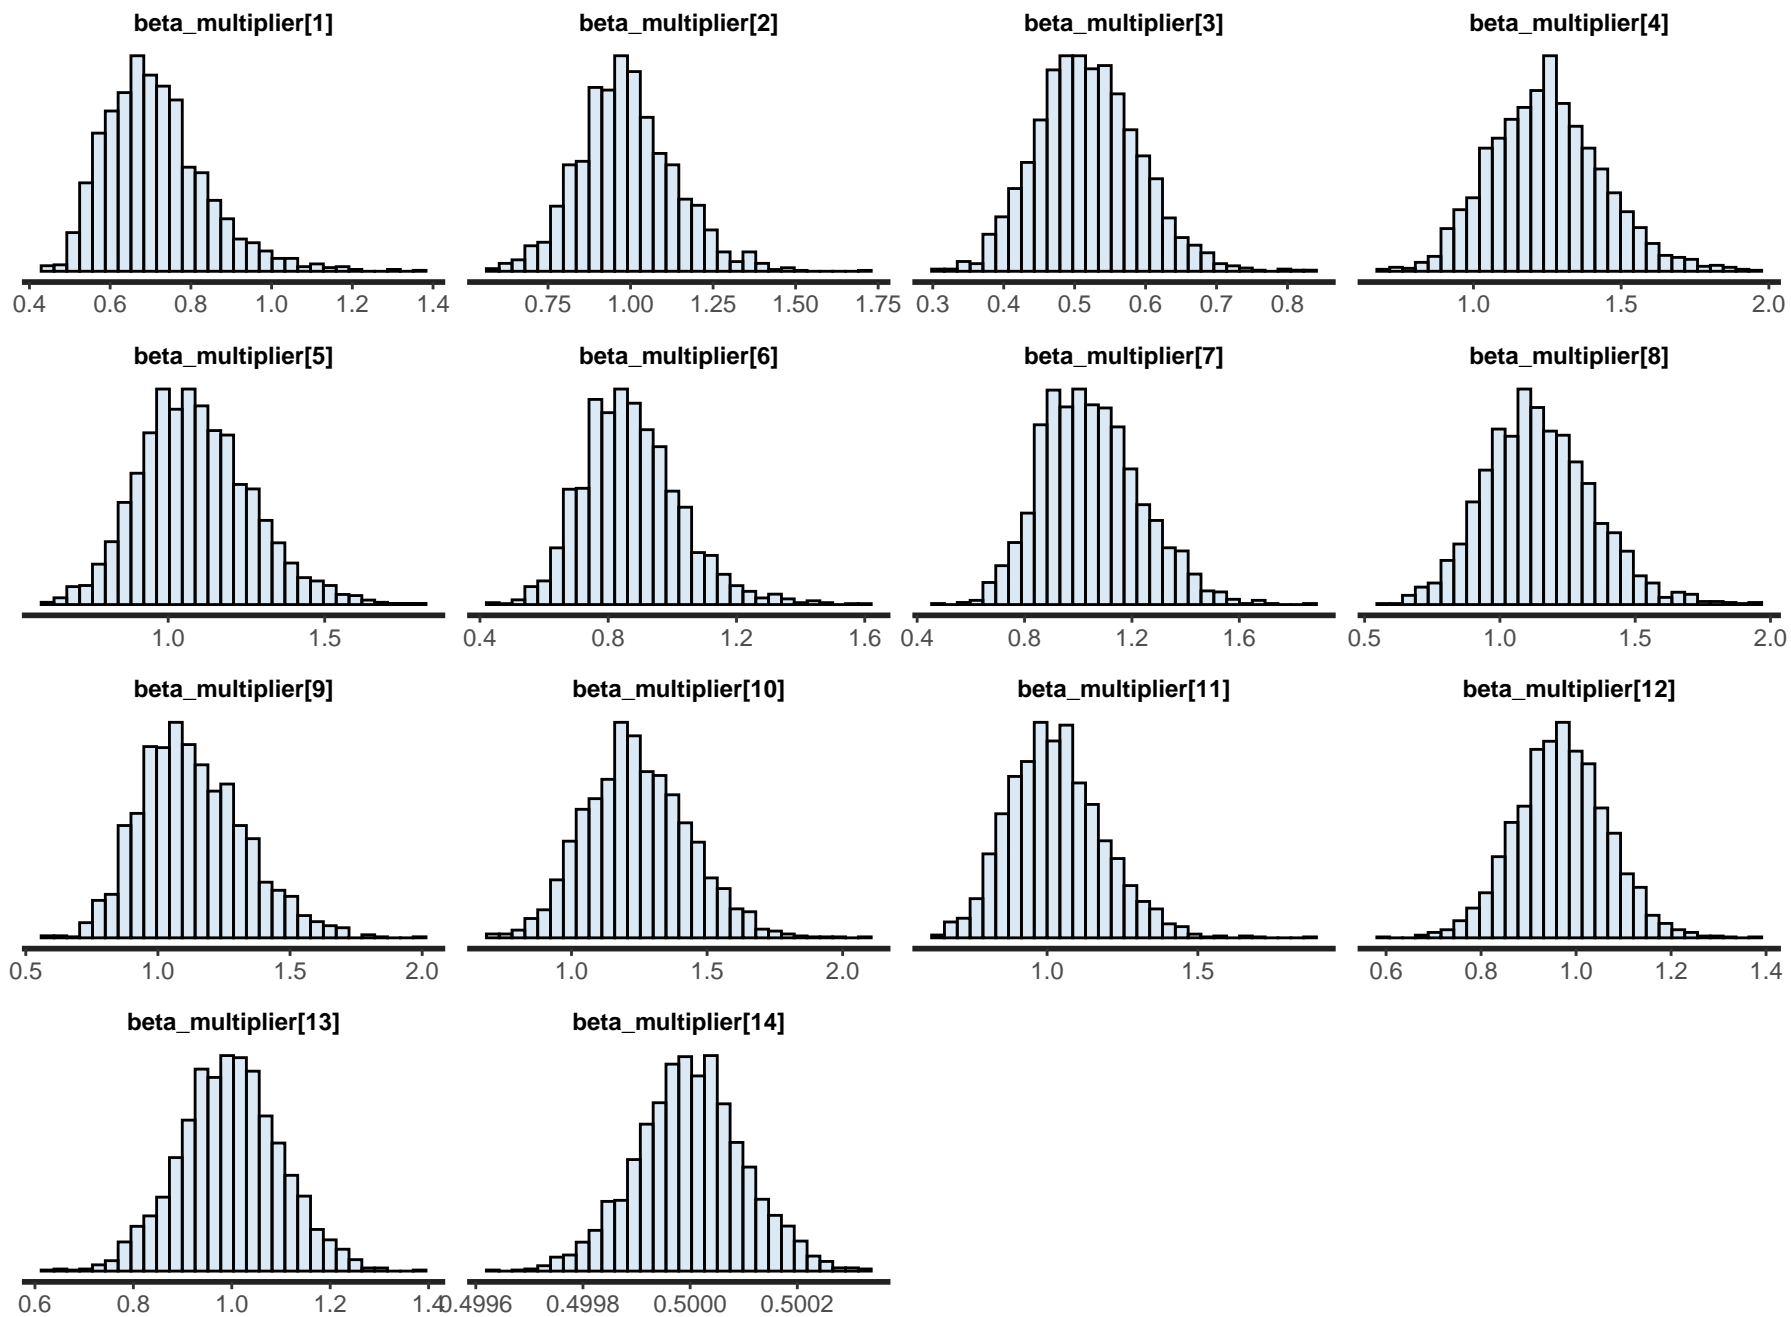 beta_multiplier[1] beta_multiplier[2] beta_multiplier[3] beta_multiplier[4]
0.4 0.6 0.8 1.0 1.2 1.4 0.75 1.00 1.25 1.50 1.75 0.3 0.4 0.5 0.6 0.7 0.8 1.0 1.5 2.0
beta_multiplier[5] beta_multiplier[6] beta_multiplier[7] beta_multiplier[8]
1.0 1.5 0.4 0.8 1.2 1.6 0.4 0.8 1.2 1.6 0.5 1.0 1.5 2.0
beta_multiplier[9] beta_multiplier[10] beta_multiplier[11] beta_multiplier[12]
0.5 1.0 1.5 2.0 1.0 1.5 2.0 1.0 1.5 0.6 0.8 1.0 1.2 1.4
beta_multiplier[13] beta_multiplier[14]
0.6 0.8 1.0 1.2 1.4 0.4996 0.4998 0.5000 0.5002